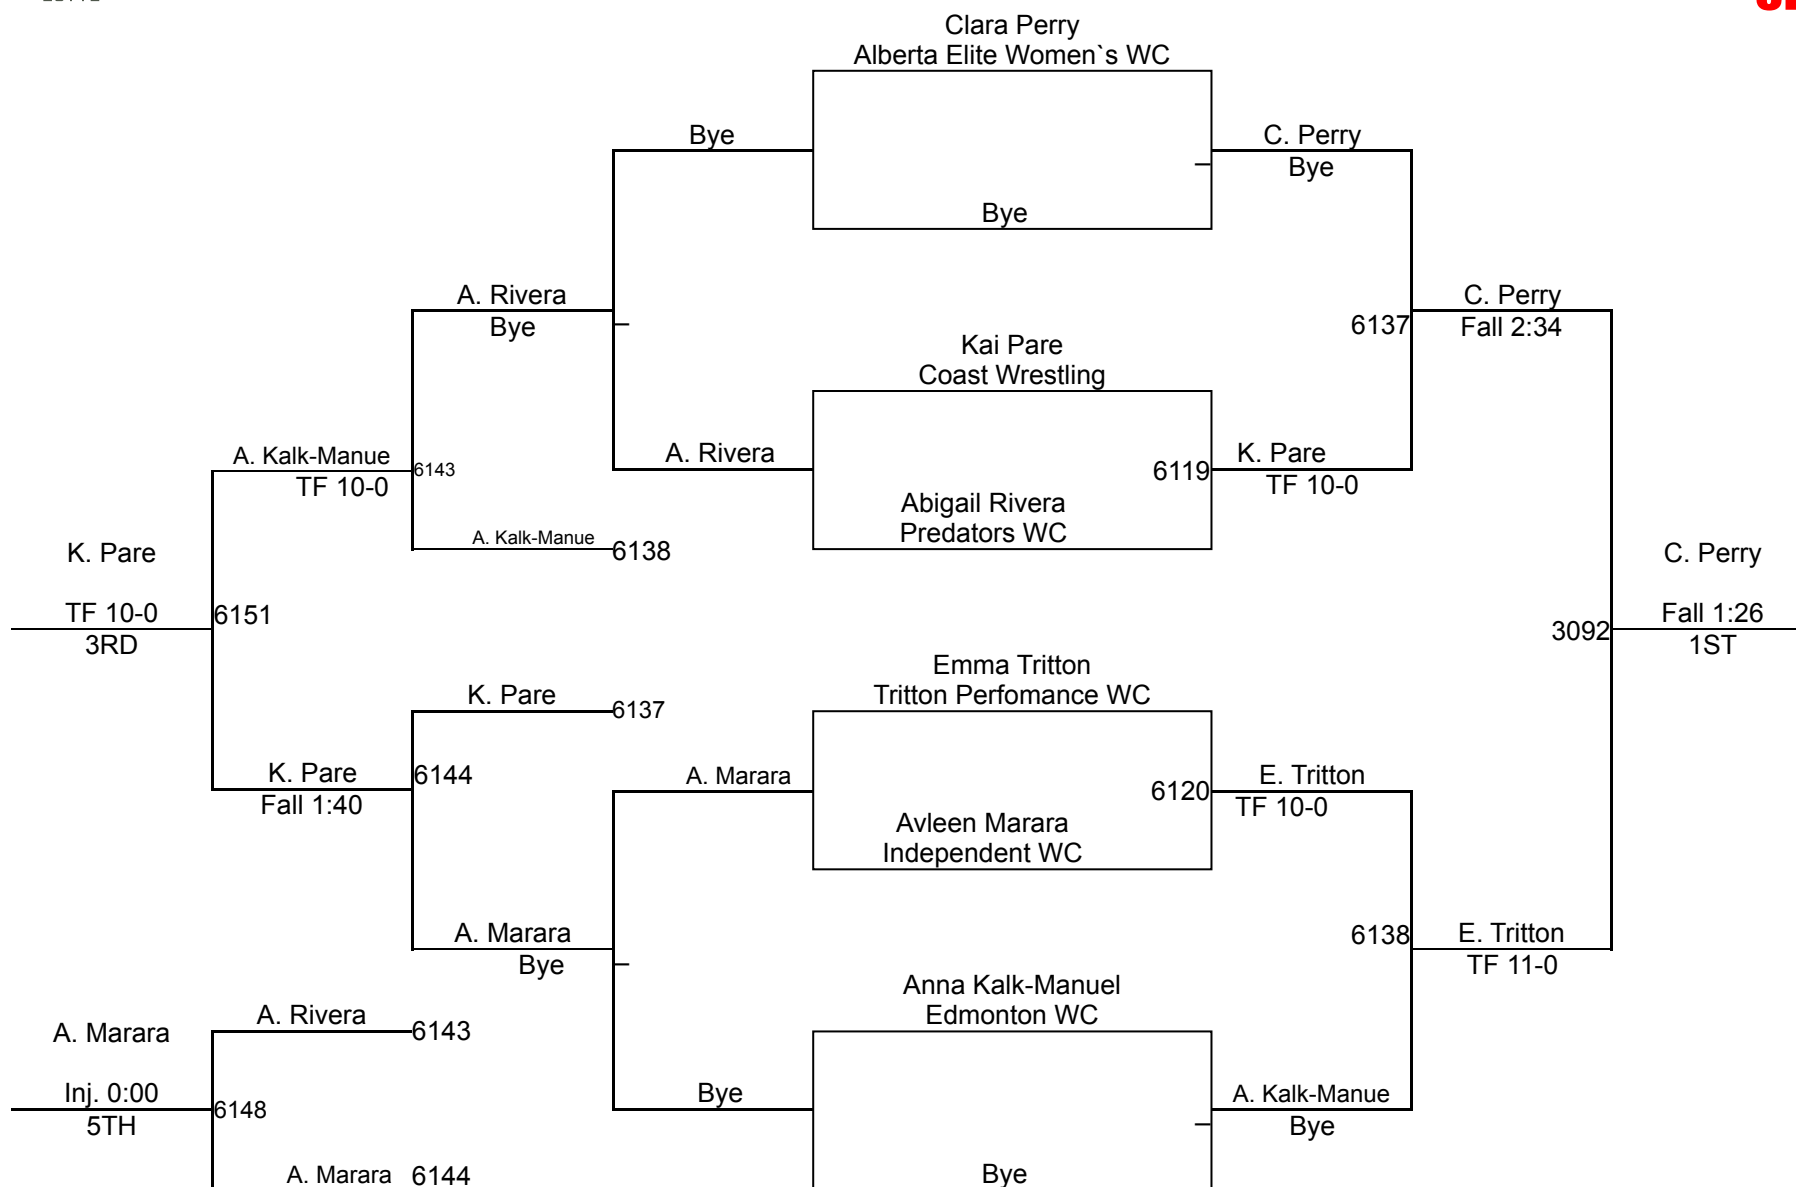 Clara Perry
Alberta Elite Women`s WC
Bye
C. Perry
Bye
Bye
A. Rivera
Bye
C. Perry
Fall 2:34
6137
Kai Pare
Coast Wrestling
A. Kalk-Manue
TF 10-0
6143
A. Rivera
6119
K. Pare
TF 10-0
Abigail Rivera
Predators WC
A. Kalk-Manue
6138
K. Pare
TF 10-0
3RD
6151
C. Perry
Fall 1:26
1ST
3092
Emma Tritton
Tritton Perfomance WC
K. Pare
6137
K. Pare
Fall 1:40
6144
A. Marara
6120
E. Tritton
TF 10-0
Avleen Marara
Independent WC
A. Marara
Bye
6138
E. Tritton
TF 11-0
Anna Kalk-Manuel
Edmonton WC
A. Marara
Inj. 0:00
5TH
A. Rivera
6143
6148
Bye
A. Kalk-Manue
Bye
A. Marara
6144
Bye